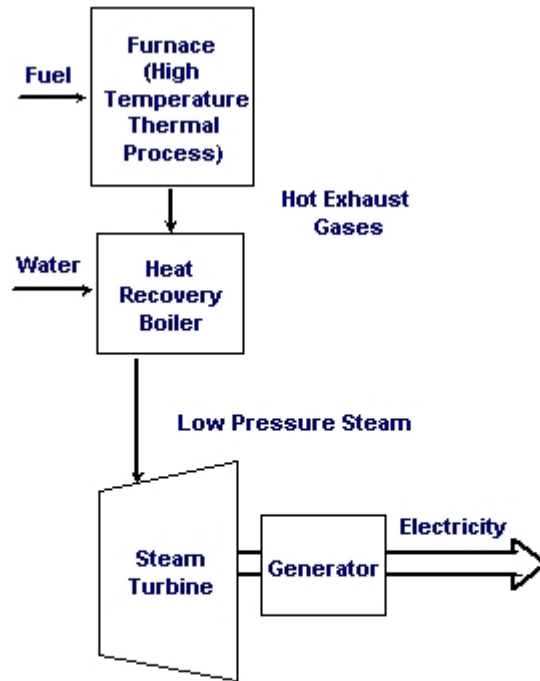 Furnace
(High
Temperature
Thermal
Process)
Fuel
Hot Exhaust
Gases
Water
Heat
Recovery
Boiler
Low Pressure Steam
Steam
Turbine
Generator
Electricity